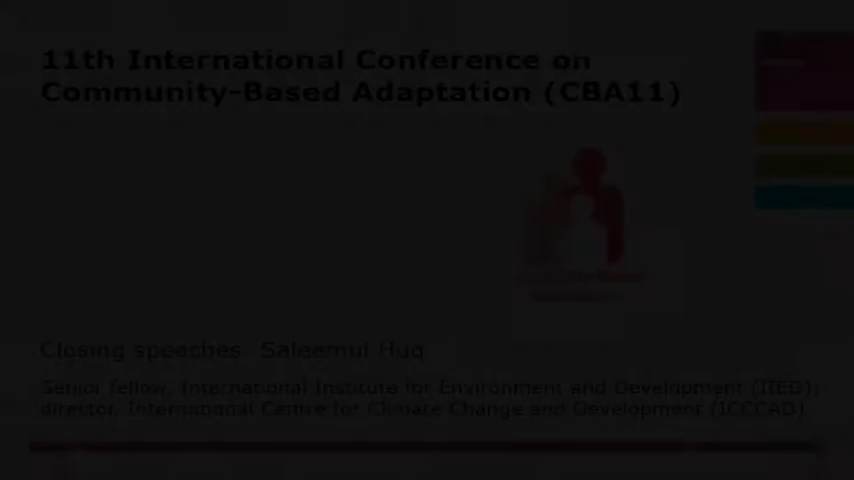 11th International Conference on
Community-Based Adaptation (CBA11)
Closing speeches: Saleemul Huq
Senior fellow, International Institute for Environment and Development (IIED);
director, International Centre for Climate Change and Development (ICCCAD)